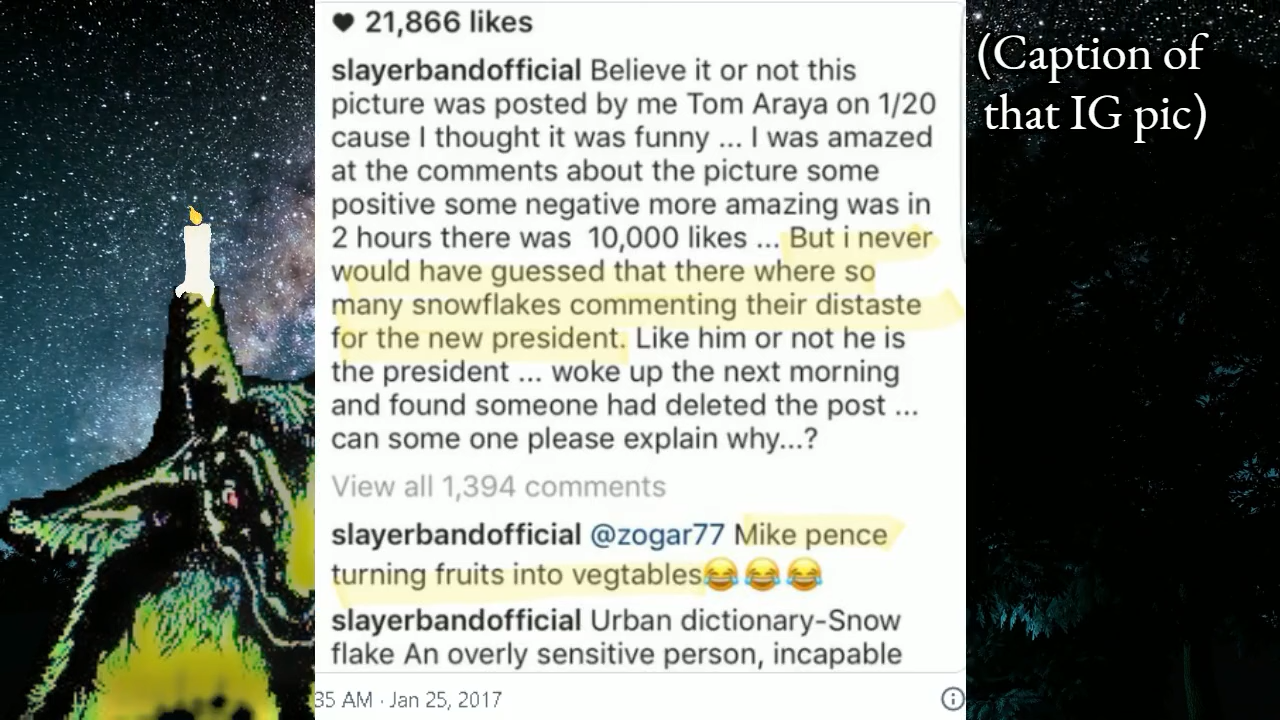 21,866 likes
slayerbandofficial Believe it or not this
picture was posted by me Tom Araya on 1/20
cause I thought it was funny ... I was amazed
at the comments about the picture some
positive some negative more amazing was in
2 hours there was 10,000 likes ... But i never
would have guessed that there where so
many snowflakes commenting their distaste
for the new president. Like him or not he is
the president ... woke up the next morning
and found someone had deleted the post ...
can some one please explain why...?
View all 1,394 comments
slayerbandofficial @zogar77 Mike pence
turning fruits into vegtables😂😂😂
slayerbandofficial Urban dictionary-Snow
flake An overly sensitive person, incapable
35 AM · Jan 25, 2017
(Caption of
that IG pic)